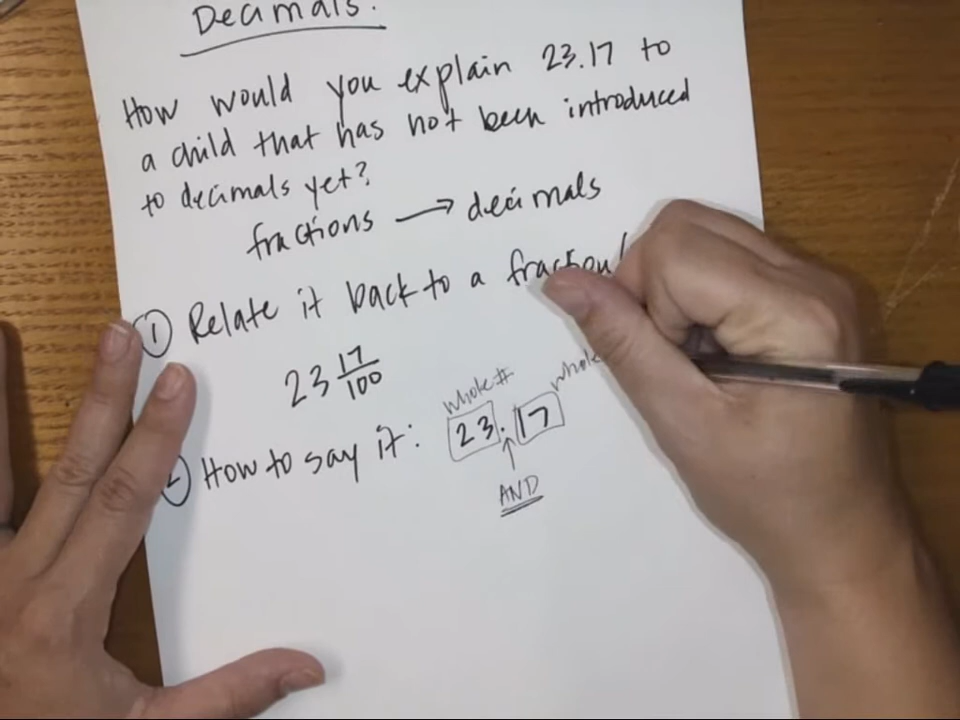 Decimals.
How would you explain 23.17 to
a child that has not been introduced
to decimals yet?
fractions → decimals
① Relate it back to a fraction!
23 17/100
whole # whole
② How to say it: 23.17
AND